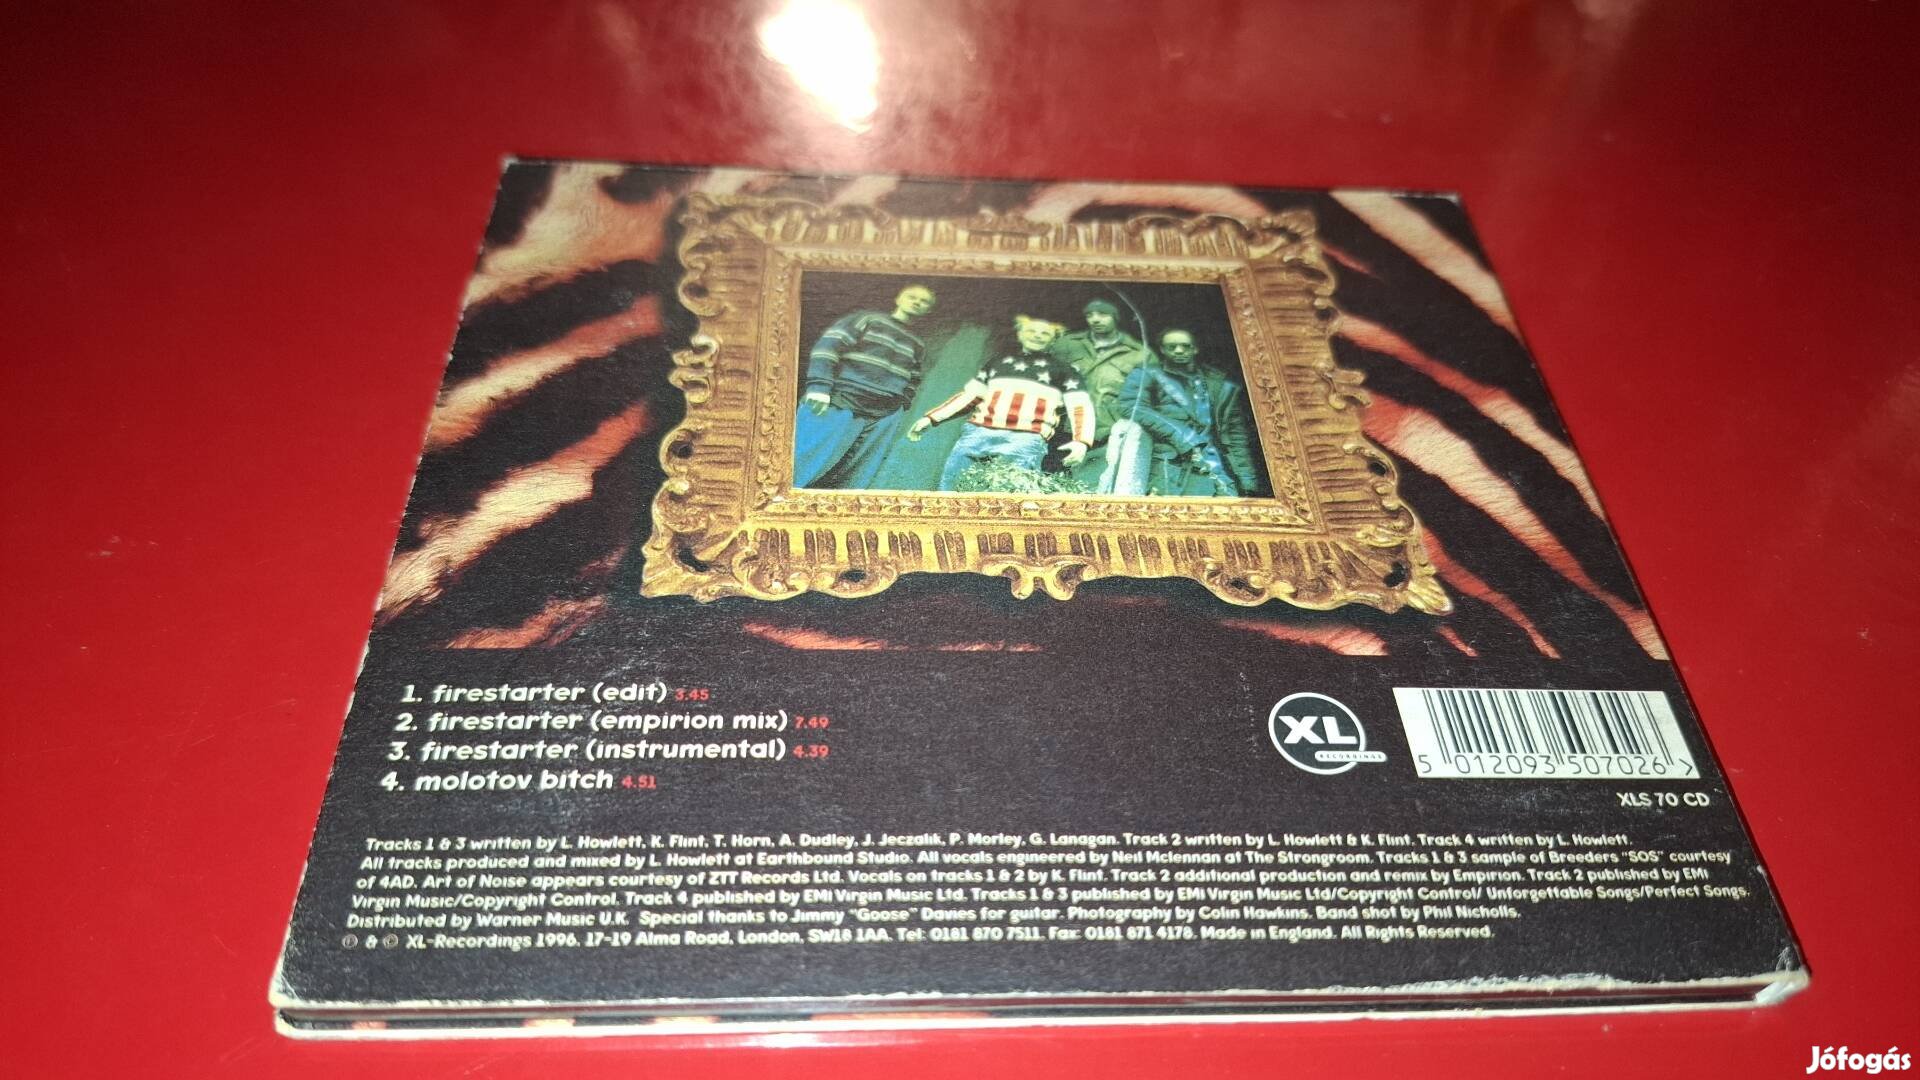 1. firestarter (edit) 3.45
2. firestarter (empirion mix) 7.49
3. firestarter (instrumental) 4.39
4. molotov bitch 4.51
XL
RECORDINGS
5 012093 507026 >
XLS 70 CD
Tracks 1 & 3 written by L. Howlett, K. Flint, T. Horn, A. Dudley, J. Jeczalik, P. Morley, G. Lanagan. Track 2 written by L. Howlett & K. Flint. Track 4 written by L. Howlett.
All tracks produced and mixed by L. Howlett at Earthbound Studio. All vocals engineered by Neil Mclennan at The Strongroom. Tracks 1 & 3 sample of Breeders "SOS" courtesy
of 4AD. Art of Noise appears courtesy of ZTT Records Ltd. Vocals on tracks 1 & 2 by K. Flint. Track 2 additional production and remix by Empirion. Track 2 published by EMI
Virgin Music/Copyright Control. Track 4 published by EMI Virgin Music Ltd. Tracks 1 & 3 published by EMI Virgin Music Ltd/Copyright Control/ Unforgettable Songs/Perfect Songs.
Distributed by Warner Music U.K. Special thanks to Jimmy "Goose" Davies for guitar. Photography by Colin Hawkins. Band shot by Phil Nicholls.
℗ & © XL-Recordings 1996. 17-19 Alma Road, London, SW18 1AA. Tel: 0181 870 7511. Fax: 0181 871 4178. Made in England. All Rights Reserved.
Jófogás